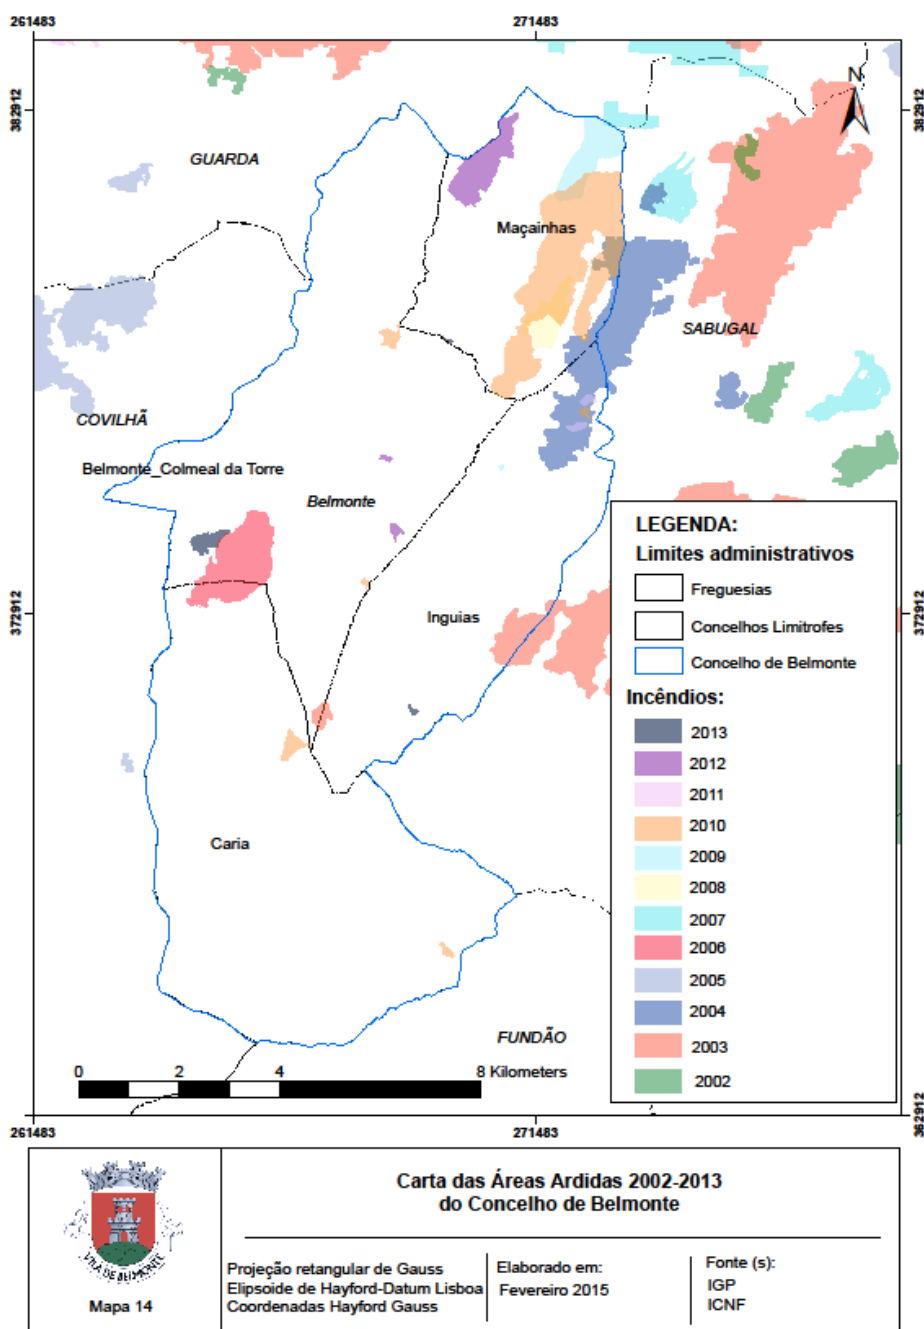 261483
271483
382912
382912
N
GUARDA
Maçainhas
SABUGAL
COVILHÃ
Belmonte_Colmeal da Torre
Belmonte
372912
372912
Inguias
Caria
FUNDÃO
LEGENDA:
Limites administrativos
Freguesias
Concelhos Limitrofes
Concelho de Belmonte
Incêndios:
2013
2012
2011
2010
2009
2008
2007
2006
2005
2004
2003
2002
0 2 4 8 Kilometers
362912
261483
271483
VILA DE BELMONTE
Mapa 14
Carta das Áreas Ardidas 2002-2013
do Concelho de Belmonte
Projeção retangular de Gauss
Elipsoide de Hayford-Datum Lisboa
Coordenadas Hayford Gauss
Elaborado em:
Fevereiro 2015
Fonte (s):
IGP
ICNF